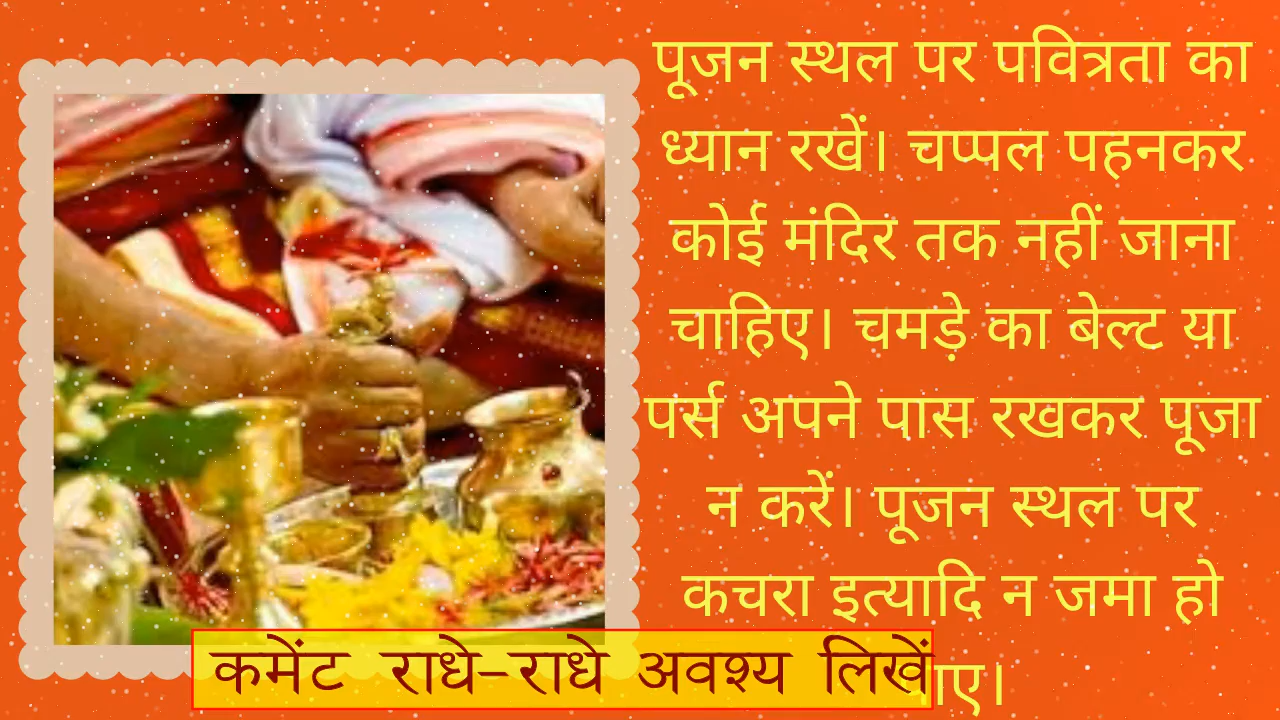 पूजन स्थल पर पवित्रता का
ध्यान रखें। चप्पल पहनकर
कोई मंदिर तक नहीं जाना
चाहिए। चमड़े का बेल्ट या
पर्स अपने पास रखकर पूजा
न करें। पूजन स्थल पर
कचरा इत्यादि न जमा हो
कमेंट राधे-राधे अवश्य लिखें